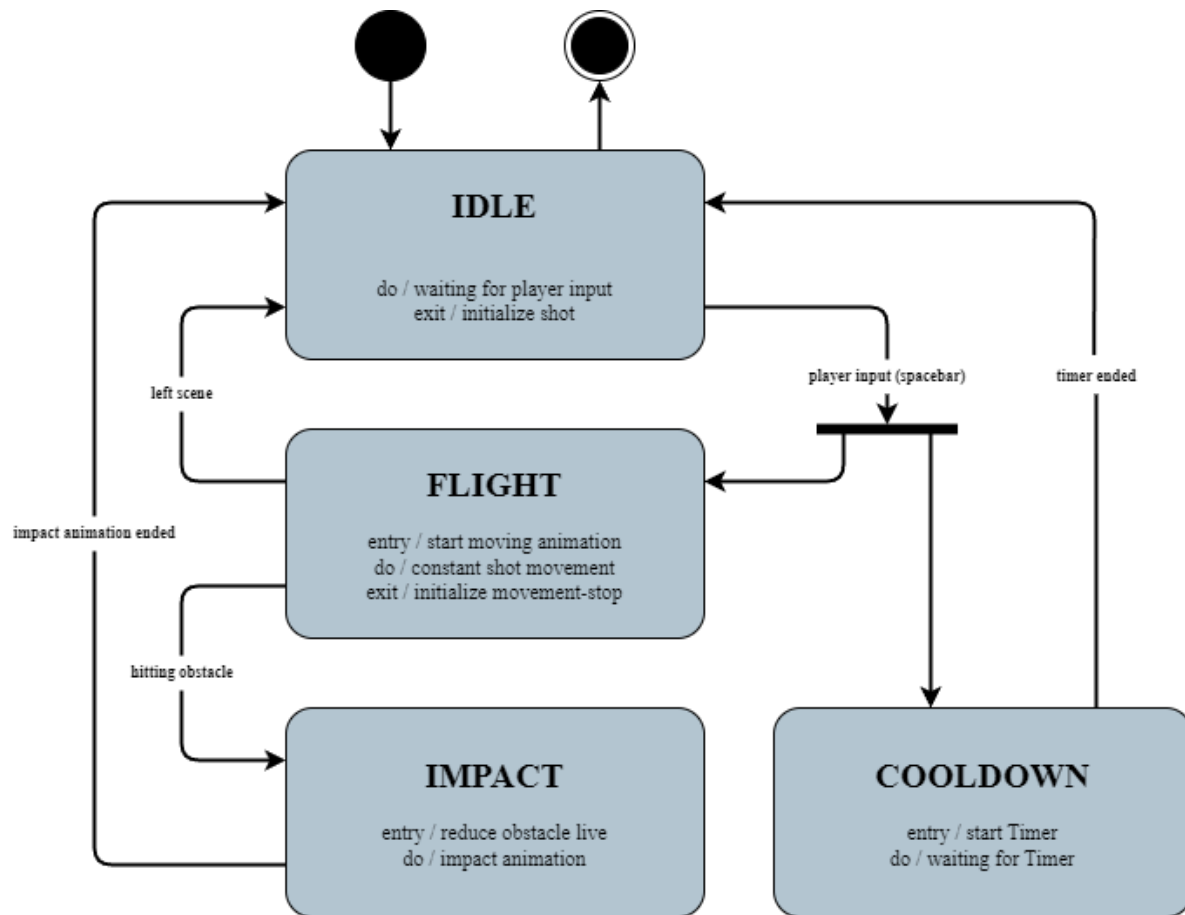 IDLE
do / waiting for player input
exit / initialize shot
player input (spacebar)
timer ended
left scene
FLIGHT
entry / start moving animation
do / constant shot movement
exit / initialize movement-stop
impact animation ended
hitting obstacle
IMPACT
entry / reduce obstacle live
do / impact animation
COOLDOWN
entry / start Timer
do / waiting for Timer